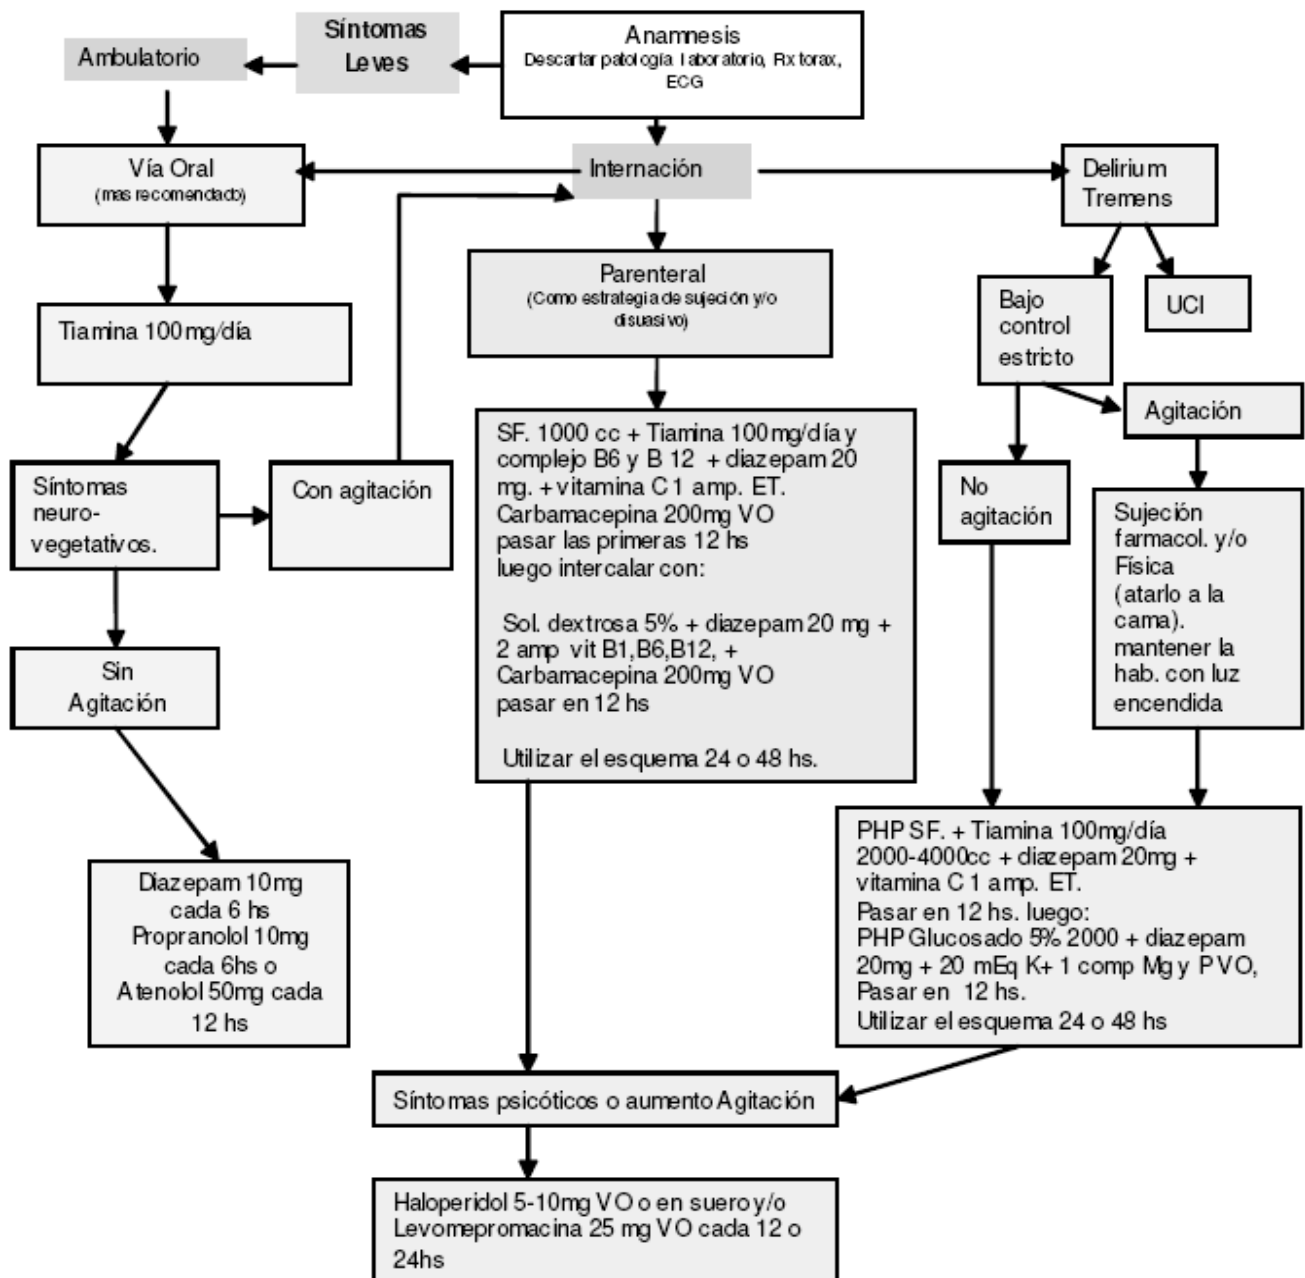 Síntomas
Leves
Ambulatorio
Anamnesis
Descartar patología laboratorio, Rx torax,
ECG
Vía Oral
(mas recomendado)
Internación
Delirium
Tremens
Parenteral
(Como estrategia de sujeción y/o
disuasivo)
Bajo
control
estricto
UCI
Tiamina 100mg/día
Agitación
SF. 1000 cc + Tiamina 100mg/día y
complejo B6 y B 12 + diazepam 20
mg. + vitamina C 1 amp. ET.
Carbamacepina 200mg VO
pasar las primeras 12 hs
luego intercalar con:
Sol. dextrosa 5% + diazepam 20 mg +
2 amp vit B1,B6,B12, +
Carbamacepina 200mg VO
pasar en 12 hs
Utilizar el esquema 24 o 48 hs.
Síntomas
neuro-
vegetativos.
Con agitación
No
agitación
Sujeción
farmacol. y/o
Física
(atarlo a la
cama).
mantener la
hab. con luz
encendida
Sin
Agitación
PHP SF. + Tiamina 100mg/día
2000-4000cc + diazepam 20mg +
vitamina C 1 amp. ET.
Pasar en 12 hs. luego:
PHP Glucosado 5% 2000 + diazepam
20mg + 20 mEq K+ 1 comp Mg y P VO,
Pasar en 12 hs.
Utilizar el esquema 24 o 48 hs
Diazepam 10mg
cada 6 hs
Propranolol 10mg
cada 6hs o
Atenolol 50mg cada
12 hs
Síntomas psicóticos o aumento Agitación
Haloperidol 5-10mg VO o en suero y/o
Levomepromacina 25 mg VO cada 12 o
24hs